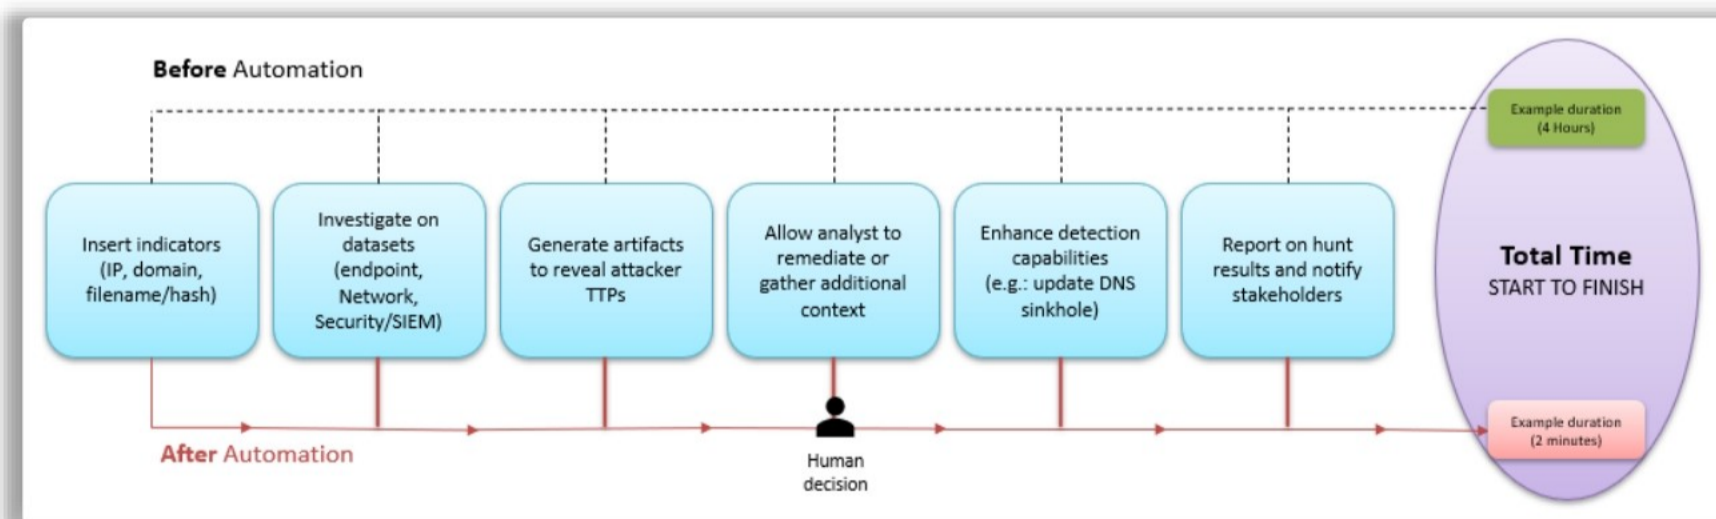 Before Automation
Example duration
(4 Hours)
Insert indicators
(IP, domain,
filename/hash)
Investigate on
datasets
(endpoint,
Network,
Security/SIEM)
Generate artifacts
to reveal attacker
TTPs
Allow analyst to
remediate or
gather additional
context
Enhance detection
capabilities
(e.g.: update DNS
sinkhole)
Report on hunt
results and notify
stakeholders
Total Time
START TO FINISH
After Automation
Human
decision
Example duration
(2 minutes)